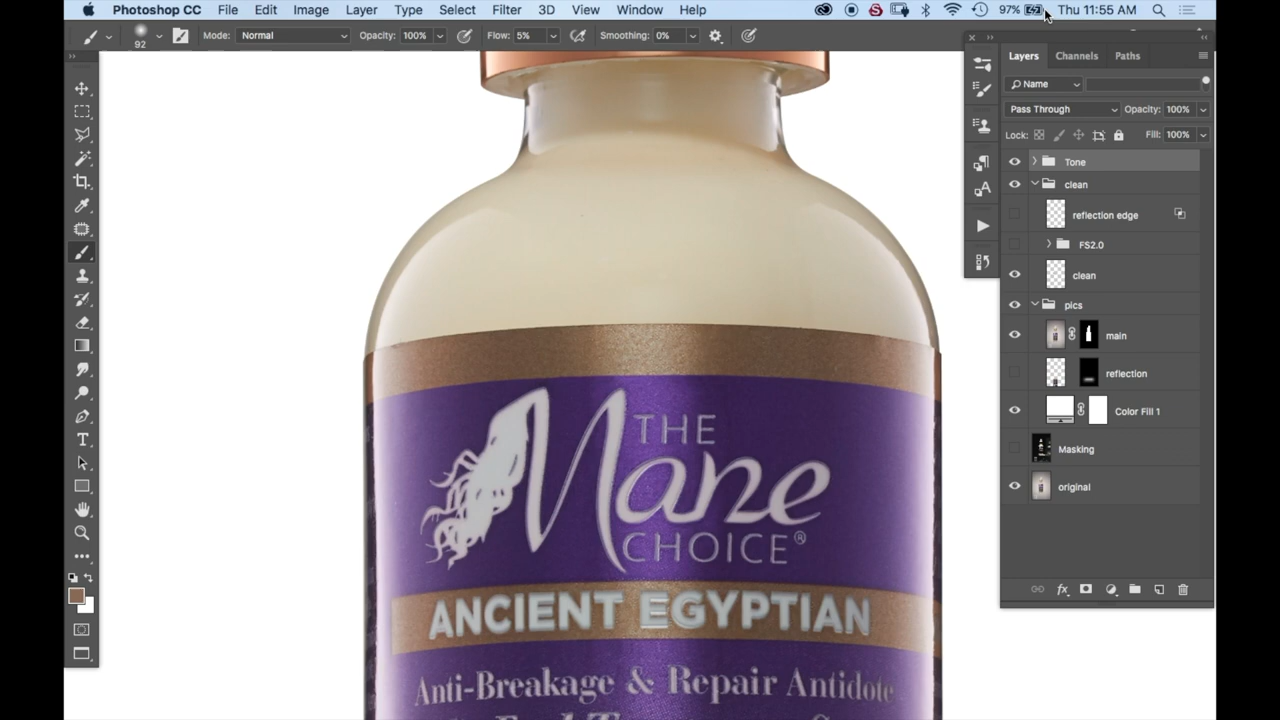 Photoshop CC File Edit Image Layer Type Select Filter 3D View Window Help 97% Thu 11:55 AM
92 Mode: Normal Opacity: 100% Flow: 5% Smoothing: 0%
Layers Channels Paths
Name
Pass Through Opacity: 100%
Lock: Fill: 100%
Tone
clean
reflection edge
FS2.0
clean
pics
main
reflection
Color Fill 1
Masking
original
THE
Mane
CHOICE®
ANCIENT EGYPTIAN
Anti-Breakage & Repair Antidote